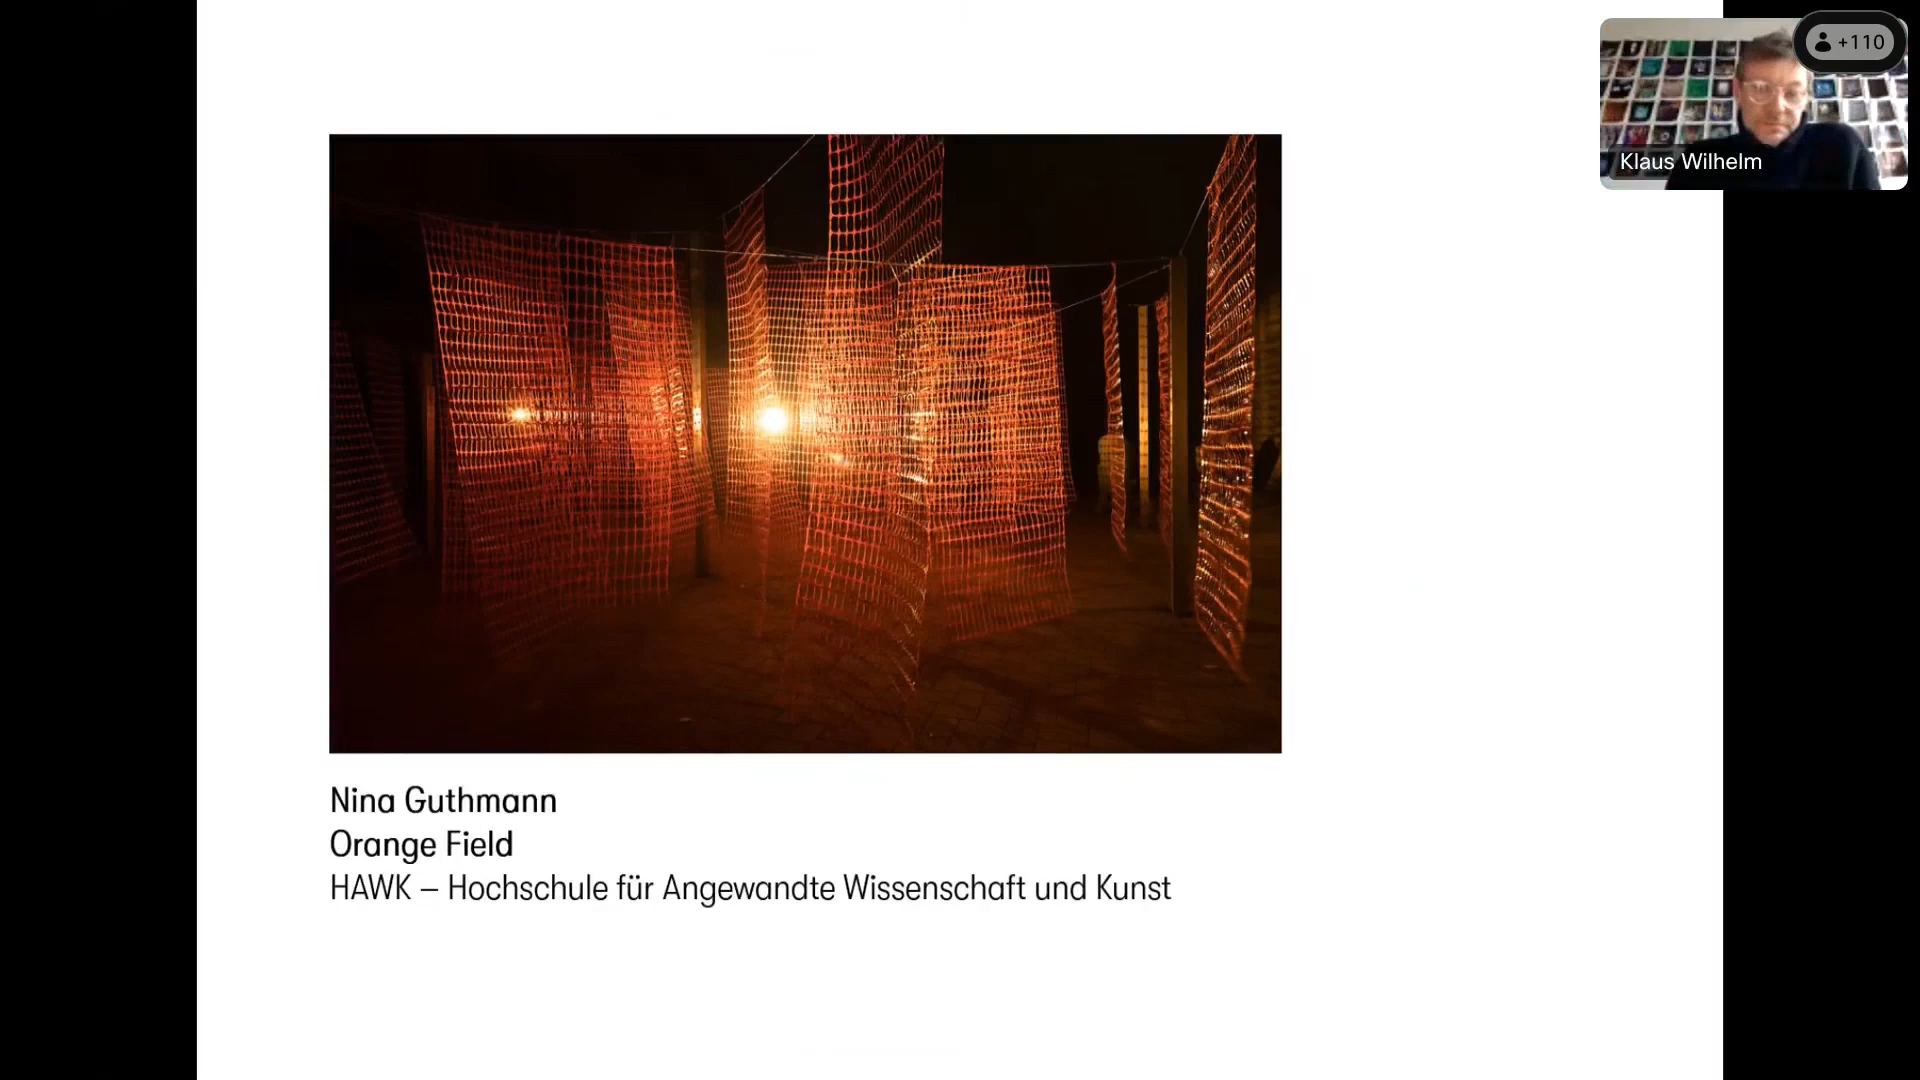 +110
Klaus Wilhelm
Nina Guthmann
Orange Field
HAWK – Hochschule für Angewandte Wissenschaft und Kunst